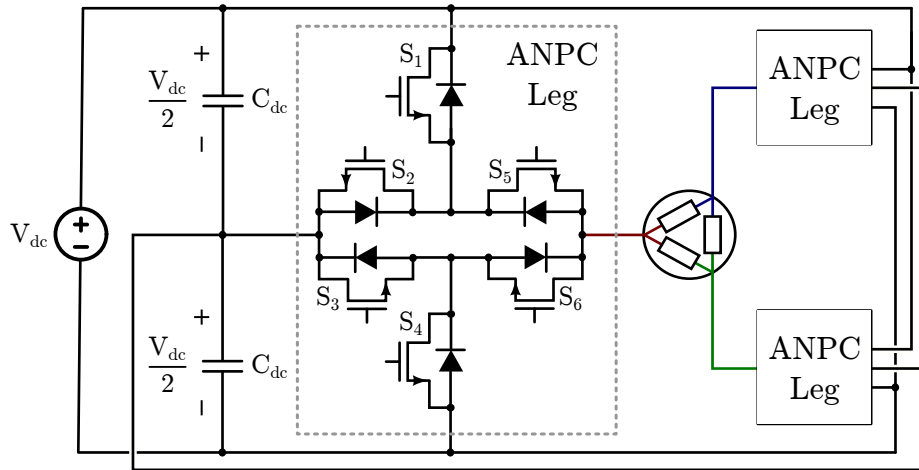 +
V_dc
2
−
C_dc
V_dc
+
−
+
V_dc
2
−
C_dc
ANPC
Leg
S_1
S_2
S_5
S_3
S_6
S_4
ANPC
Leg
ANPC
Leg